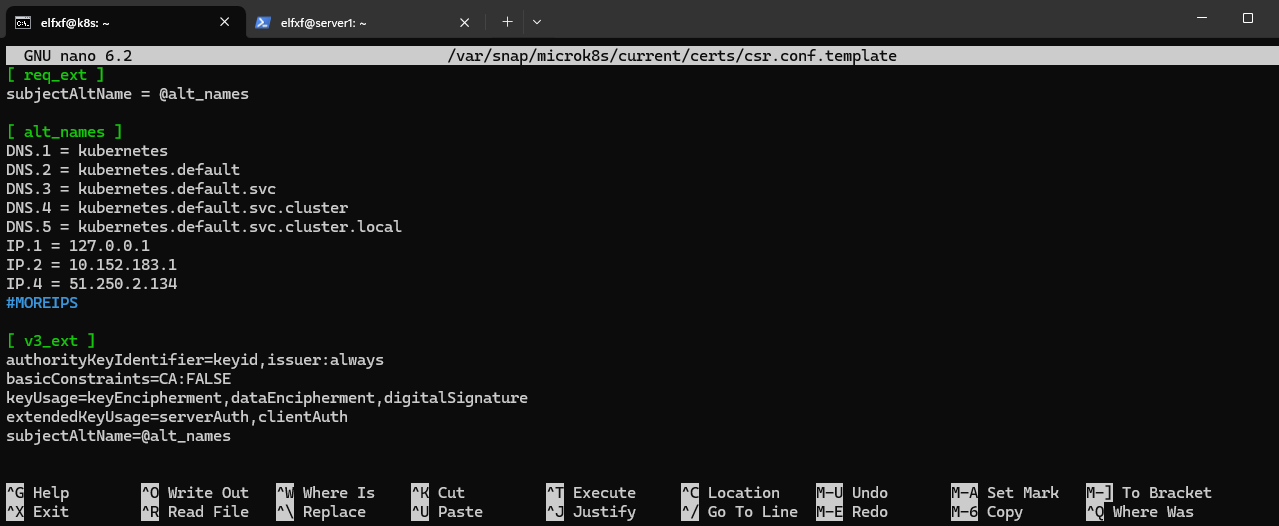 elfxf@k8s: ~
elfxf@server1: ~
GNU nano 6.2 /var/snap/microk8s/current/certs/csr.conf.template
[ req_ext ]
subjectAltName = @alt_names
[ alt_names ]
DNS.1 = kubernetes
DNS.2 = kubernetes.default
DNS.3 = kubernetes.default.svc
DNS.4 = kubernetes.default.svc.cluster
DNS.5 = kubernetes.default.svc.cluster.local
IP.1 = 127.0.0.1
IP.2 = 10.152.183.1
IP.4 = 51.250.2.134
#MOREIPS
[ v3_ext ]
authorityKeyIdentifier=keyid,issuer:always
basicConstraints=CA:FALSE
keyUsage=keyEncipherment,dataEncipherment,digitalSignature
extendedKeyUsage=serverAuth,clientAuth
subjectAltName=@alt_names
^G Help ^O Write Out ^W Where Is ^K Cut ^T Execute ^C Location M-U Undo M-A Set Mark M-] To Bracket
^X Exit ^R Read File ^\ Replace ^U Paste ^J Justify ^/ Go To Line M-E Redo M-6 Copy ^Q Where Was